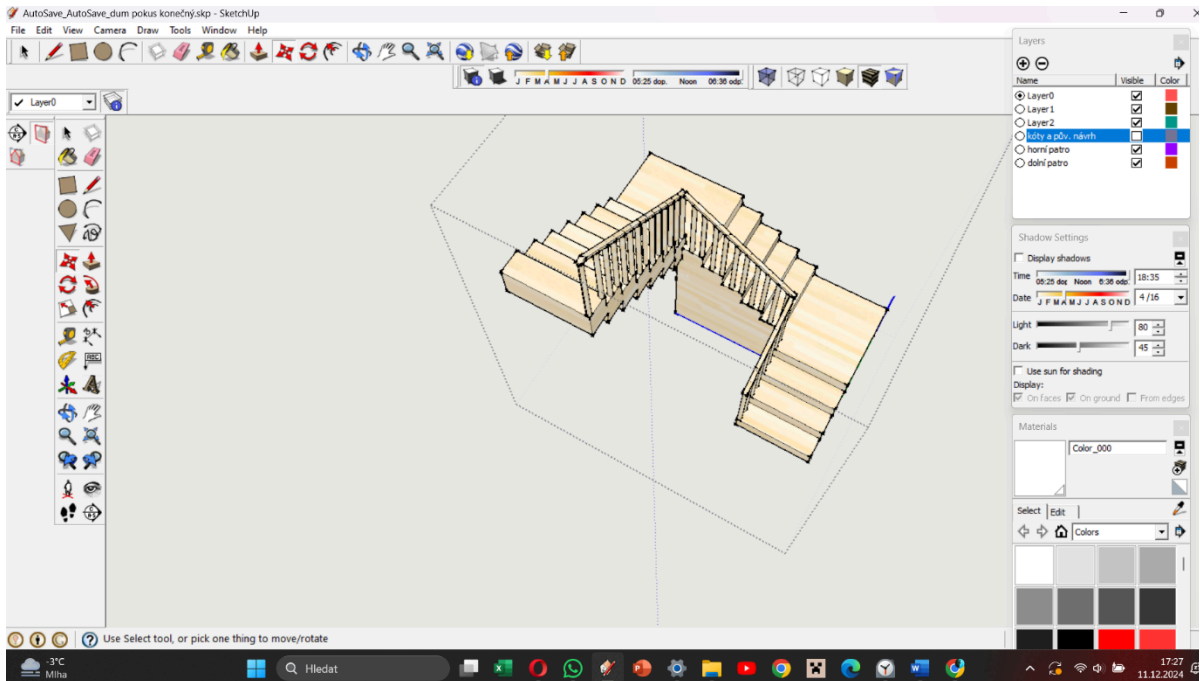 AutoSave_AutoSave_dum pokus konečný.skp - SketchUp
File Edit View Camera Draw Tools Window Help
J F M A M J J A S O N D 05:25 dop. Noon 06:36 odp.
Layer0
Layers
Name Visible Color
Layer0
Layer1
Layer2
kóty a pův. návrh
horní patro
dolní patro
Shadow Settings
Display shadows
Time 05:25 dop Noon 6:36 odp. 18:35
Date J F M A M J J A S O N D 4/16
Light 80
Dark 45
Use sun for shading
Display:
On faces On ground From edges
Materials
Color_000
Select Edit
Colors
ABC
Use Select tool, or pick one thing to move/rotate
-3°C
Mlha
Hledat
17:27
11.12.2024